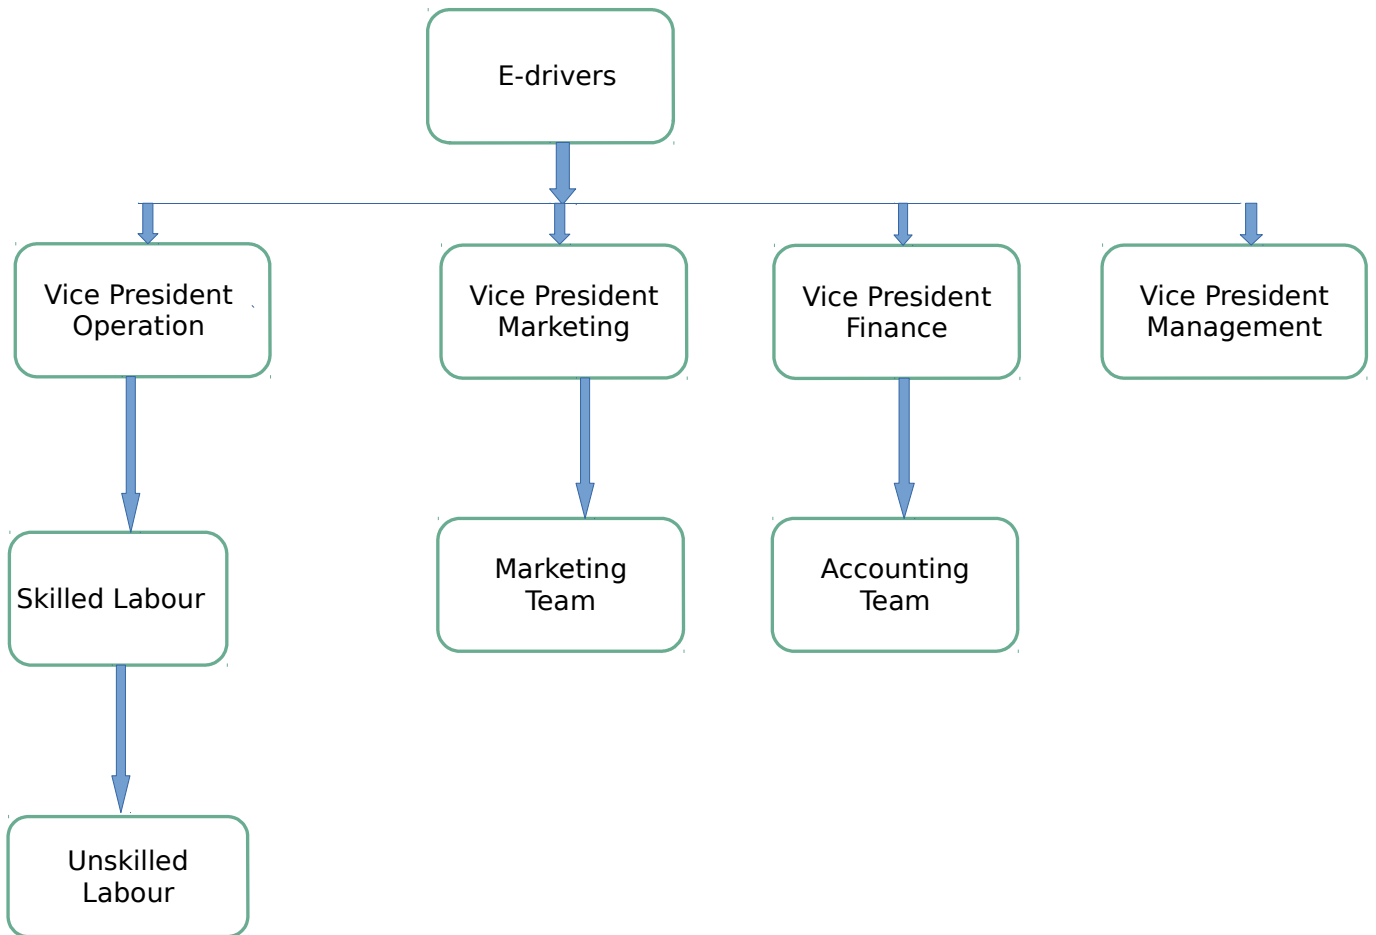 E-drivers
Vice President
Operation
Vice President
Marketing
Vice President
Finance
Vice President
Management
Skilled Labour
Marketing
Team
Accounting
Team
Unskilled
Labour